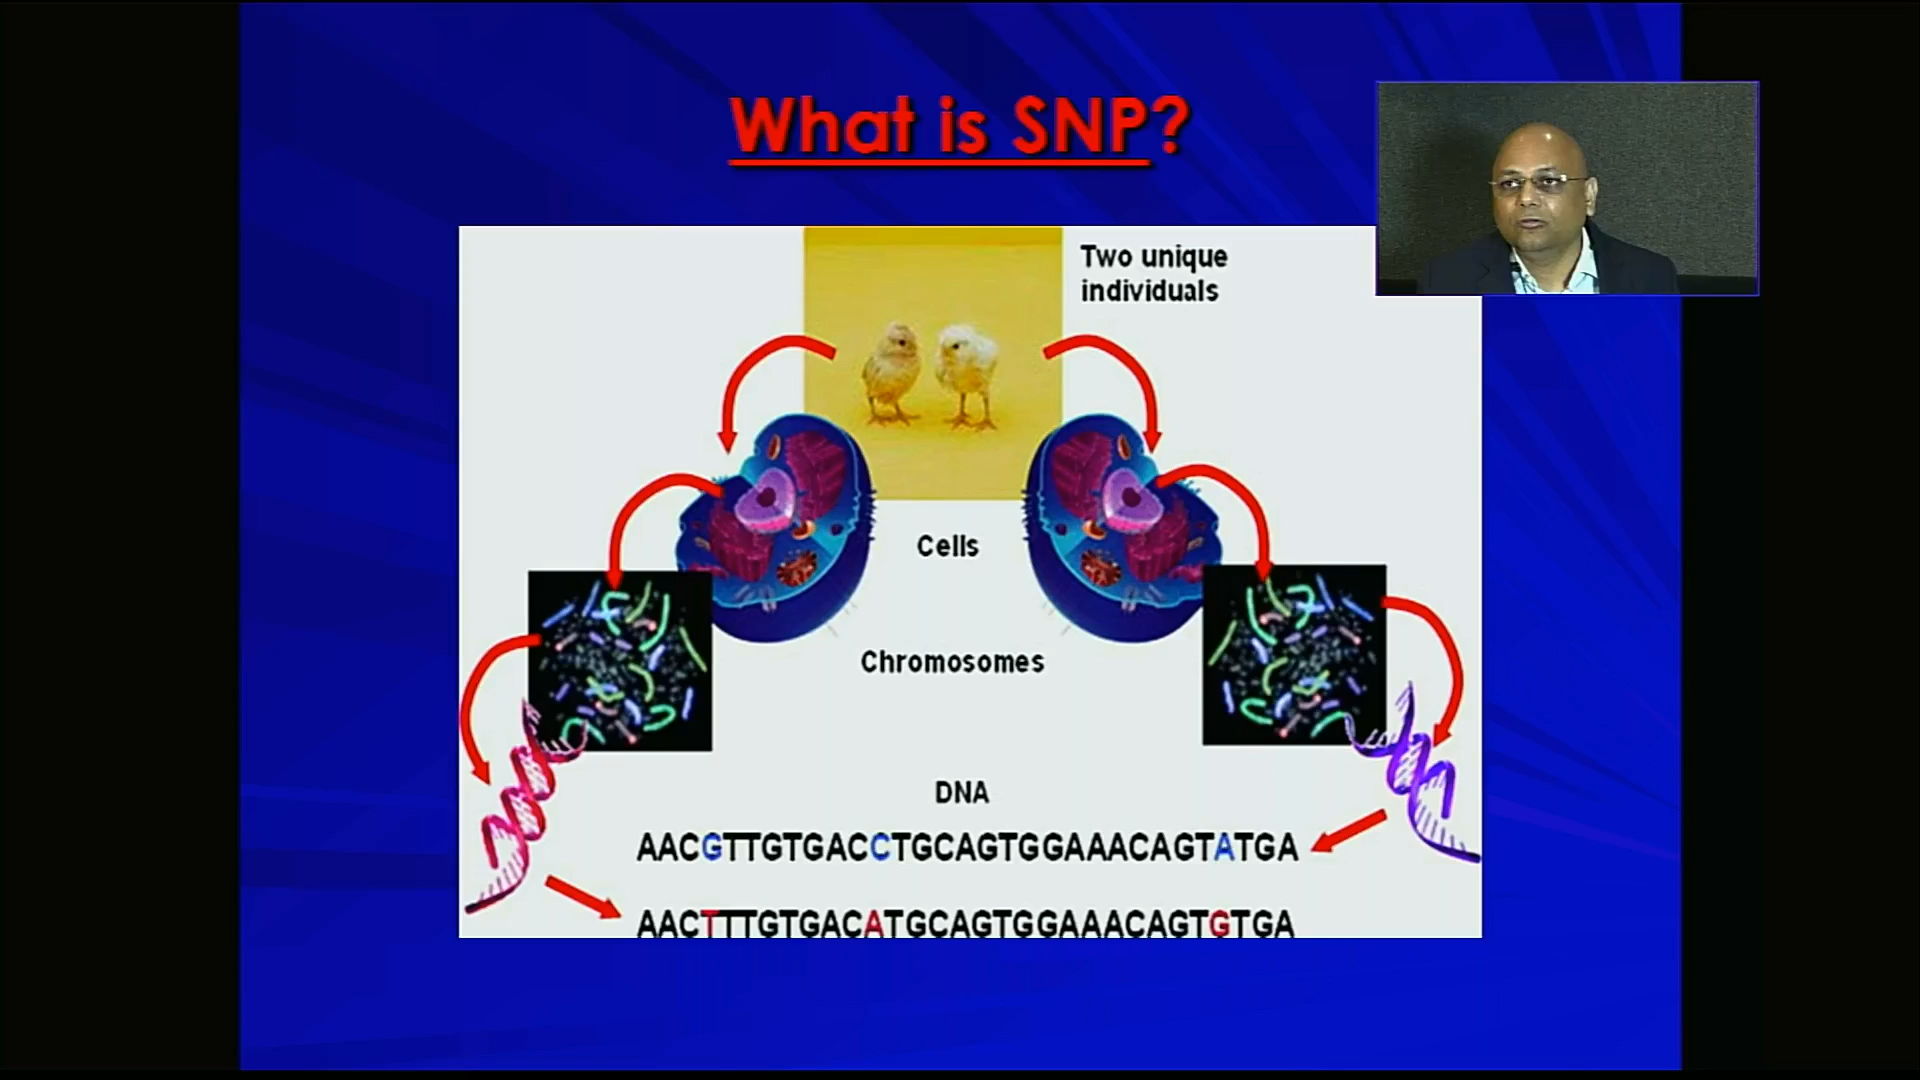 What is SNP?
Two unique
individuals
Cells
Chromosomes
DNA
AACGTTGTGACCTGCAGTGGAAACAGTATGA
AACTTTGTGACATGCAGTGGAAACAGTGTGA